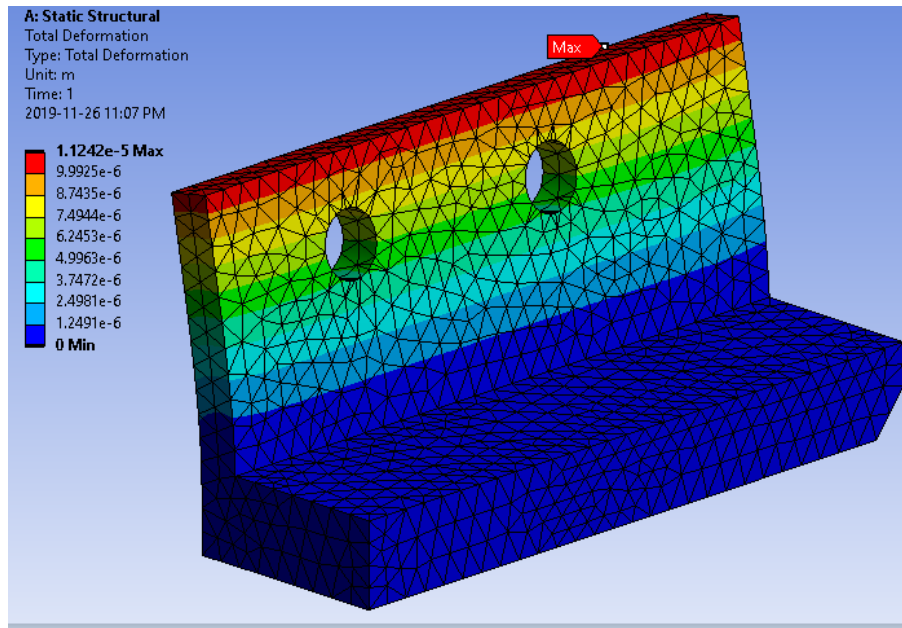 A: Static Structural
Total Deformation
Type: Total Deformation
Unit: m
Time: 1
2019-11-26 11:07 PM
Max
1.1242e-5 Max
9.9925e-6
8.7435e-6
7.4944e-6
6.2453e-6
4.9963e-6
3.7472e-6
2.4981e-6
1.2491e-6
0 Min